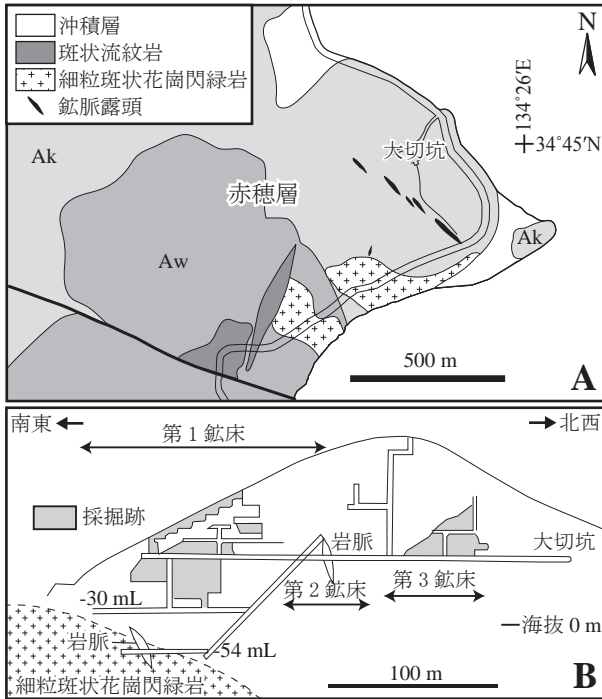 沖積層
斑状流紋岩
細粒斑状花崗閃緑岩
鉱脈露頭
N
134°26′E
34°45′N
大切坑
Ak
赤穂層
Ak
Aw
500 m
A
南東
第1鉱床
北西
採掘跡
岩脈
大切坑
第2鉱床
第3鉱床
-30 mL
海抜 0 m
岩脈
-54 mL
細粒斑状花崗閃緑岩
100 m
B